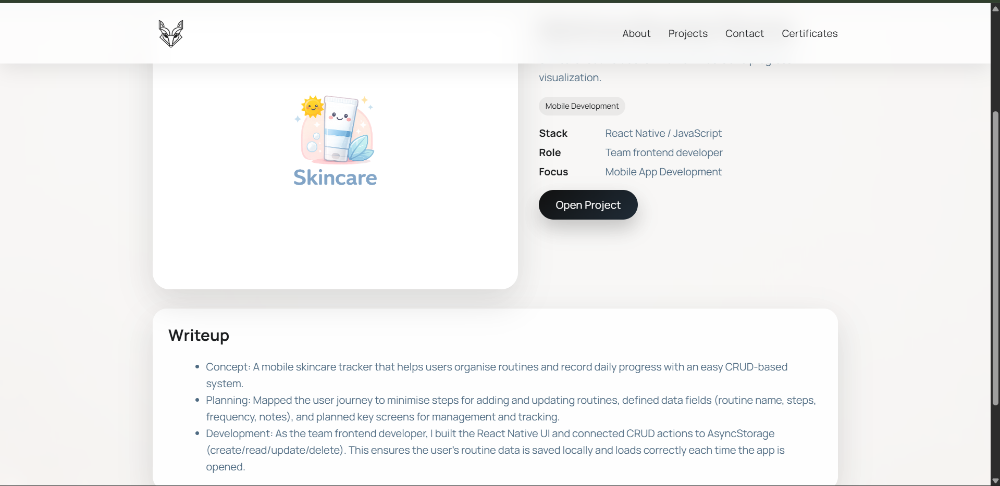 About Projects Contact Certificates
visualization.
Mobile Development
Stack React Native / JavaScript
Role Team frontend developer
Focus Mobile App Development
Open Project
Skincare
Writeup
• Concept: A mobile skincare tracker that helps users organise routines and record daily progress with an easy CRUD-based
system.
• Planning: Mapped the user journey to minimise steps for adding and updating routines, defined data fields (routine name, steps,
frequency, notes), and planned key screens for management and tracking.
• Development: As the team frontend developer, I built the React Native UI and connected CRUD actions to AsyncStorage
(create/read/update/delete). This ensures the user’s routine data is saved locally and loads correctly each time the app is
opened.